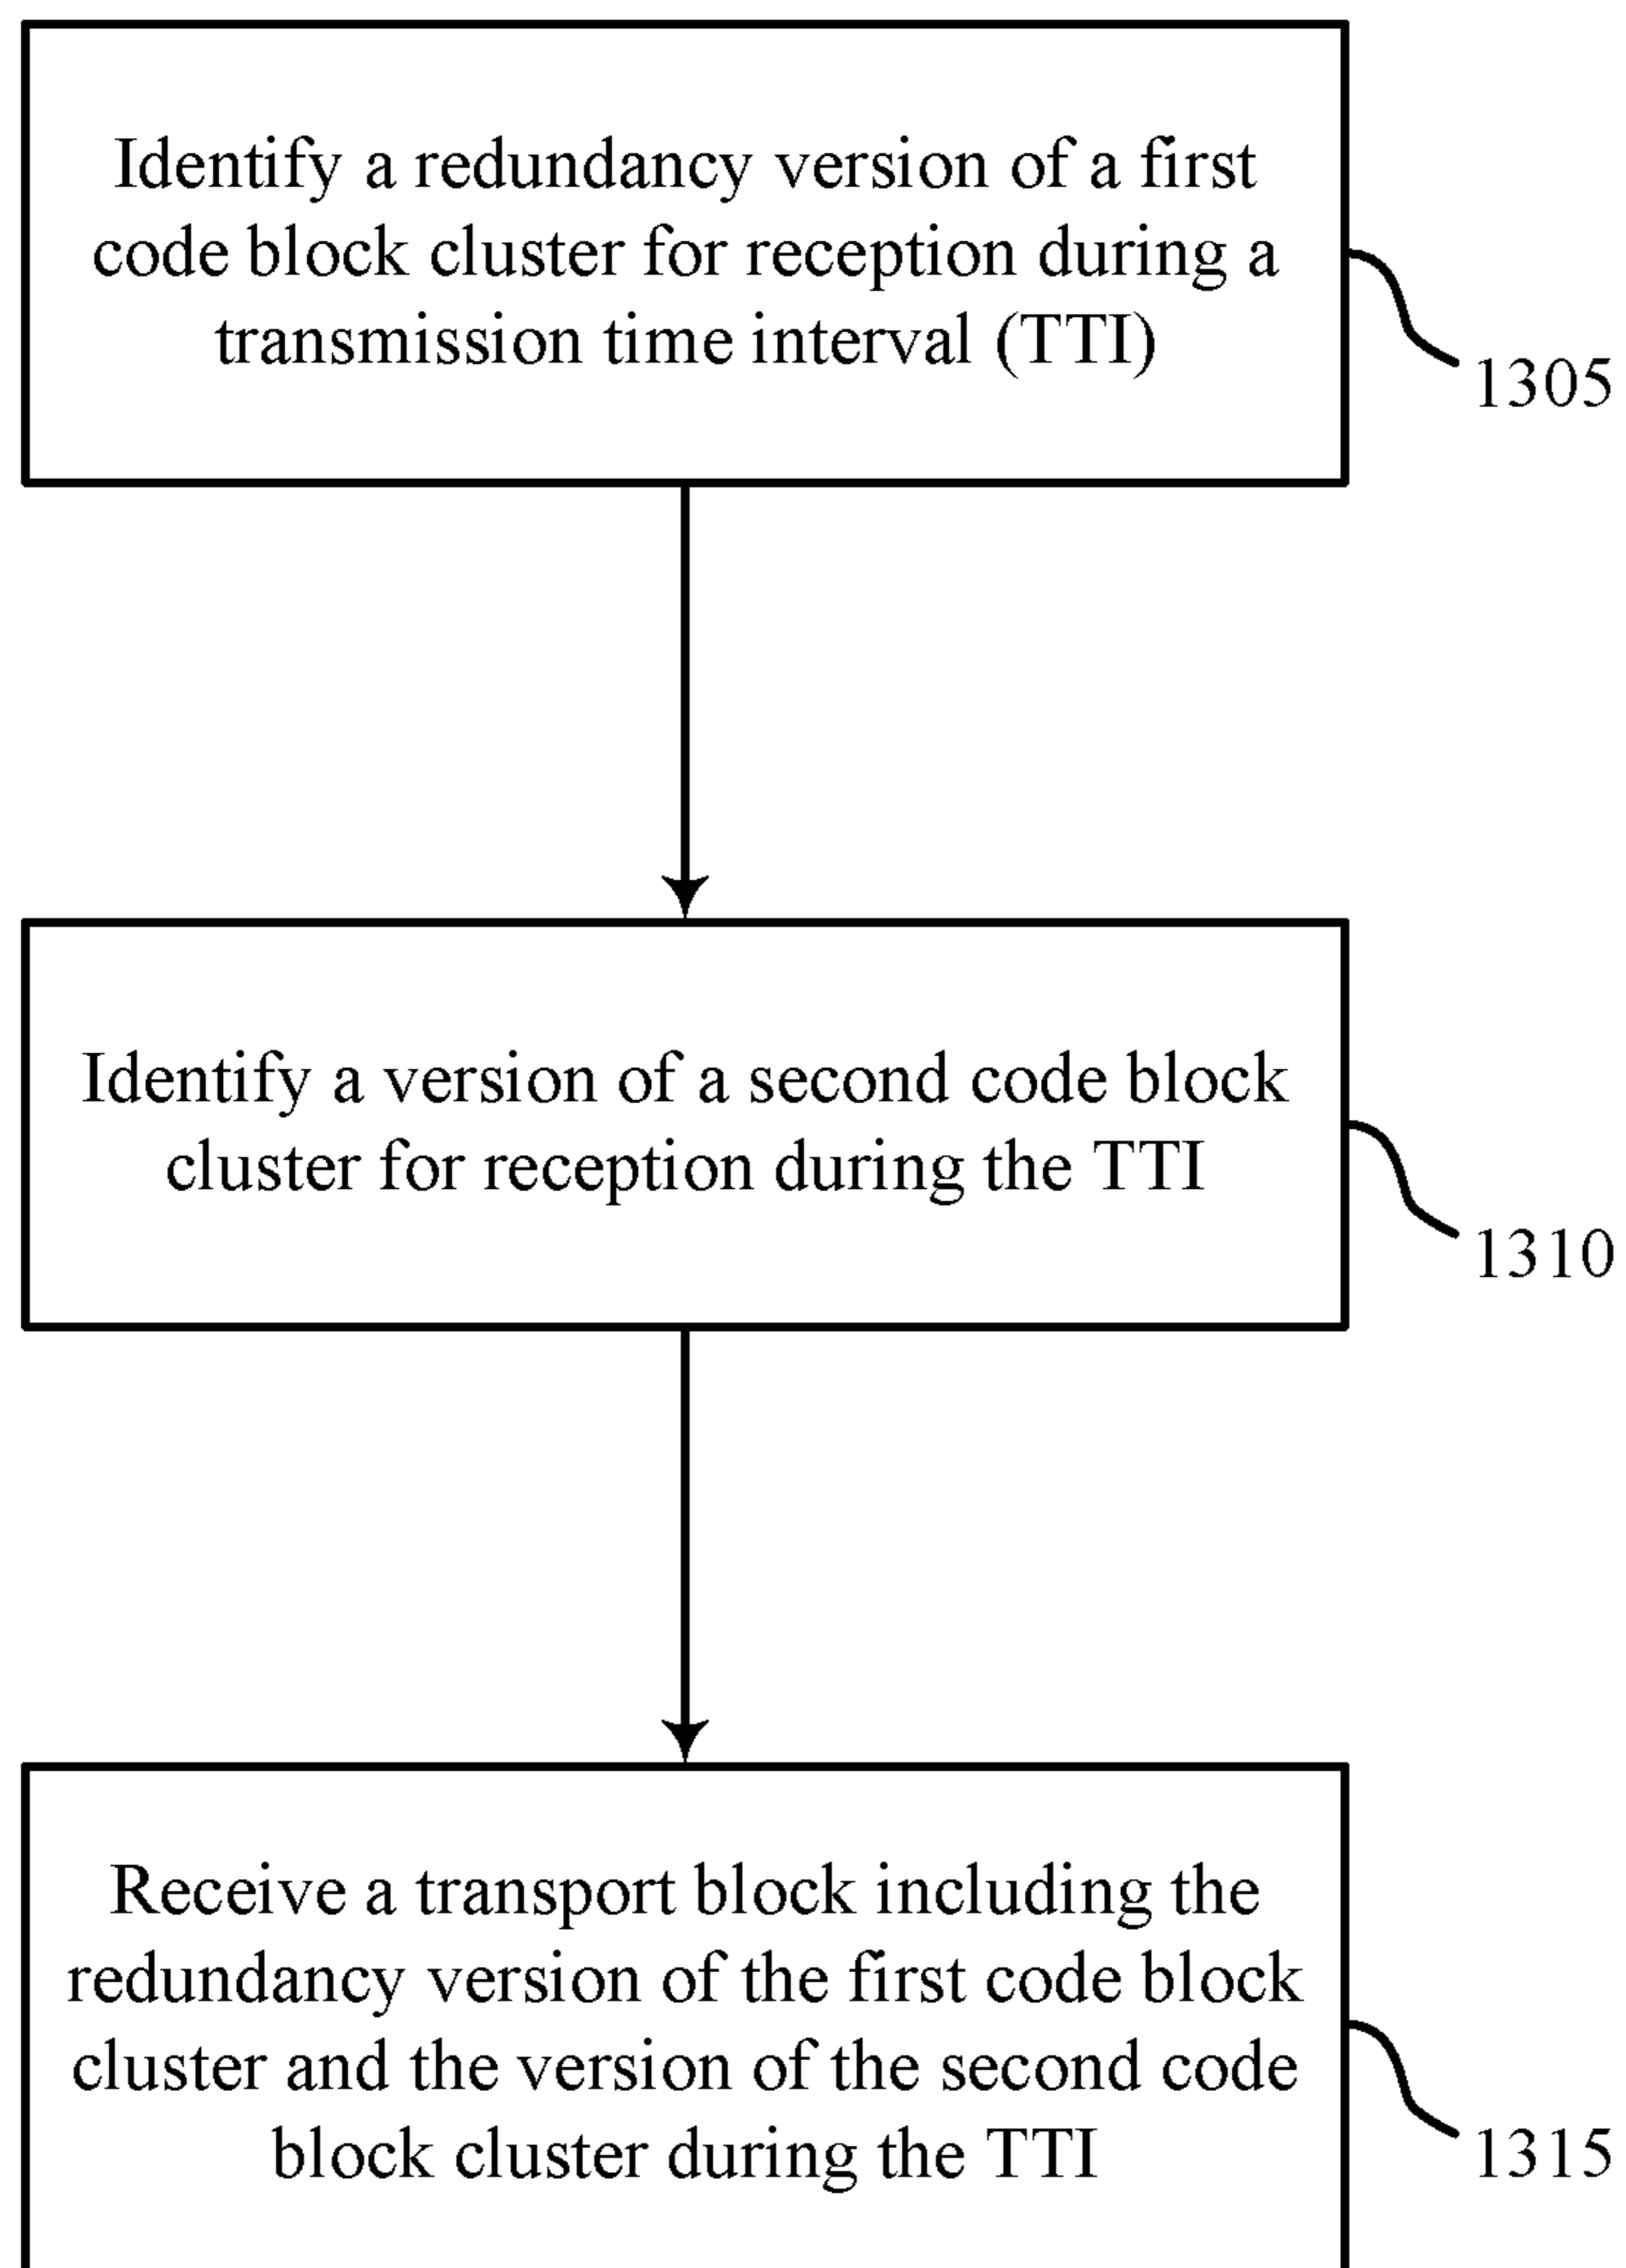 Identify a redundancy version of a first
code block cluster for reception during a
transmission time interval (TTI)
1305
Identify a version of a second code block
cluster for reception during the TTI
1310
Receive a transport block including the
redundancy version of the first code block
cluster and the version of the second code
block cluster during the TTI
1315